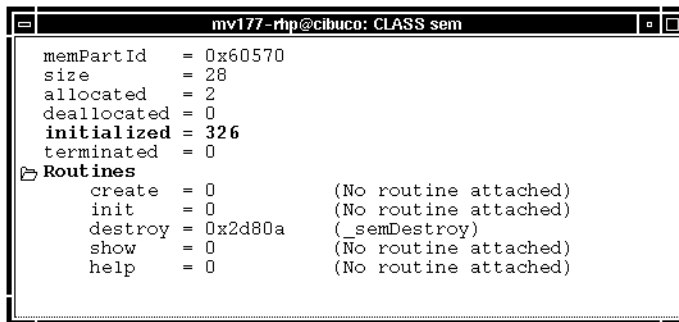 mv177-rhp@cibuco: CLASS sem
memPartId = 0x60570
size = 28
allocated = 2
deallocated = 0
initialized = 326
terminated = 0
Routines
create = 0 (No routine attached)
init = 0 (No routine attached)
destroy = 0x2d80a (_semDestroy)
show = 0 (No routine attached)
help = 0 (No routine attached)